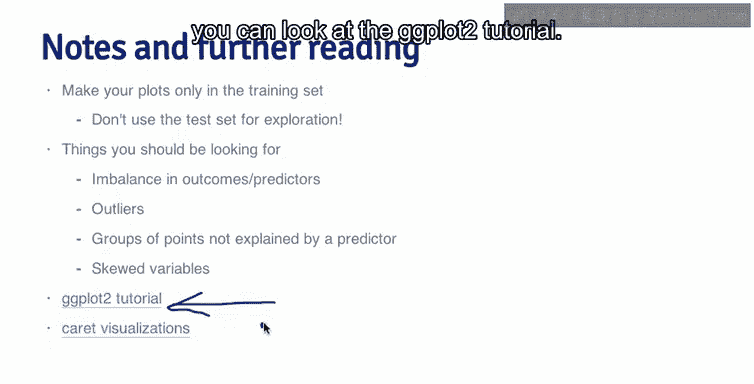 you can look at the ggplot2 tutorial.
Notes and further reading
· Make your plots only in the training set
- Don't use the test set for exploration!
· Things you should be looking for
- Imbalance in outcomes/predictors
- Outliers
- Groups of points not explained by a predictor
- Skewed variables
· ggplot2 tutorial
· caret visualizations